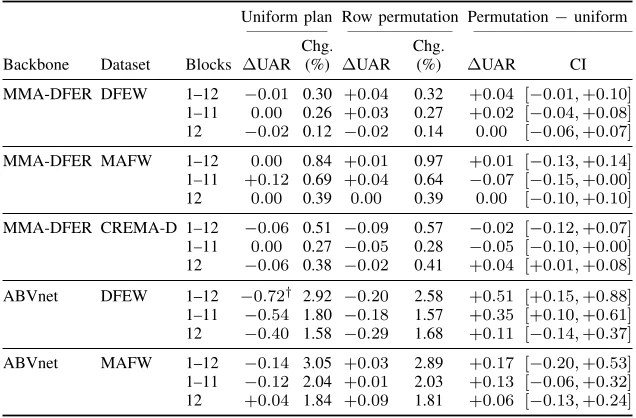 Uniform plan Row permutation Permutation − uniform
Chg. Chg.
Backbone Dataset Blocks ΔUAR (%) ΔUAR (%) ΔUAR CI
MMA-DFER DFEW 1–12 −0.01 0.30 +0.04 0.32 +0.04 [−0.01, +0.10]
1–11 0.00 0.26 +0.03 0.27 +0.02 [−0.04, +0.08]
12 −0.02 0.12 −0.02 0.14 0.00 [−0.06, +0.07]
MMA-DFER MAFW 1–12 0.00 0.84 +0.01 0.97 +0.01 [−0.13, +0.14]
1–11 +0.12 0.69 +0.04 0.64 −0.07 [−0.15, +0.00]
12 0.00 0.39 0.00 0.39 0.00 [−0.10, +0.10]
MMA-DFER CREMA-D 1–12 −0.06 0.51 −0.09 0.57 −0.02 [−0.12, +0.07]
1–11 0.00 0.27 −0.05 0.28 −0.05 [−0.10, +0.00]
12 −0.06 0.38 −0.02 0.41 +0.04 [+0.01, +0.08]
ABVnet DFEW 1–12 −0.72† 2.92 −0.20 2.58 +0.51 [+0.15, +0.88]
1–11 −0.54 1.80 −0.18 1.57 +0.35 [+0.10, +0.61]
12 −0.40 1.58 −0.29 1.68 +0.11 [−0.14, +0.37]
ABVnet MAFW 1–12 −0.14 3.05 +0.03 2.89 +0.17 [−0.20, +0.53]
1–11 −0.12 2.04 +0.01 2.03 +0.13 [−0.06, +0.32]
12 +0.04 1.84 +0.09 1.81 +0.06 [−0.13, +0.24]